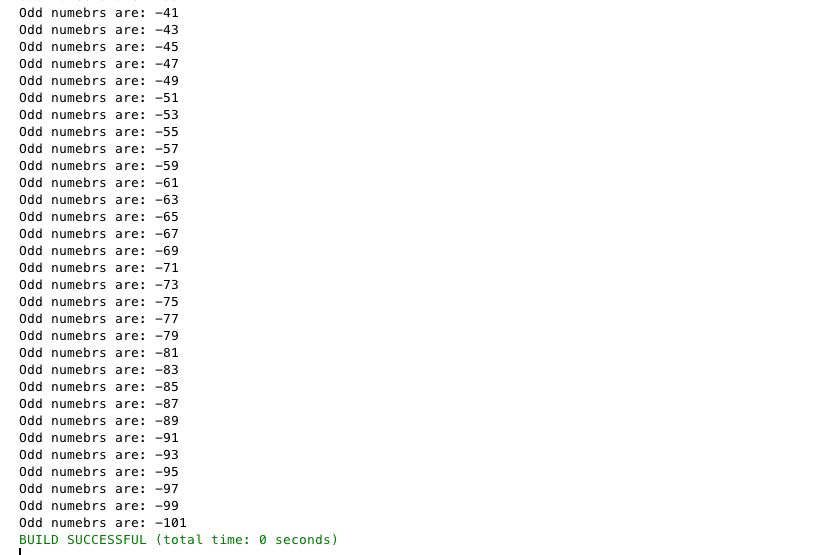 Odd numebrs are: -41
Odd numebrs are: -43
Odd numebrs are: -45
Odd numebrs are: -47
Odd numebrs are: -49
Odd numebrs are: -51
Odd numebrs are: -53
Odd numebrs are: -55
Odd numebrs are: -57
Odd numebrs are: -59
Odd numebrs are: -61
Odd numebrs are: -63
Odd numebrs are: -65
Odd numebrs are: -67
Odd numebrs are: -69
Odd numebrs are: -71
Odd numebrs are: -73
Odd numebrs are: -75
Odd numebrs are: -77
Odd numebrs are: -79
Odd numebrs are: -81
Odd numebrs are: -83
Odd numebrs are: -85
Odd numebrs are: -87
Odd numebrs are: -89
Odd numebrs are: -91
Odd numebrs are: -93
Odd numebrs are: -95
Odd numebrs are: -97
Odd numebrs are: -99
Odd numebrs are: -101
BUILD SUCCESSFUL (total time: 0 seconds)